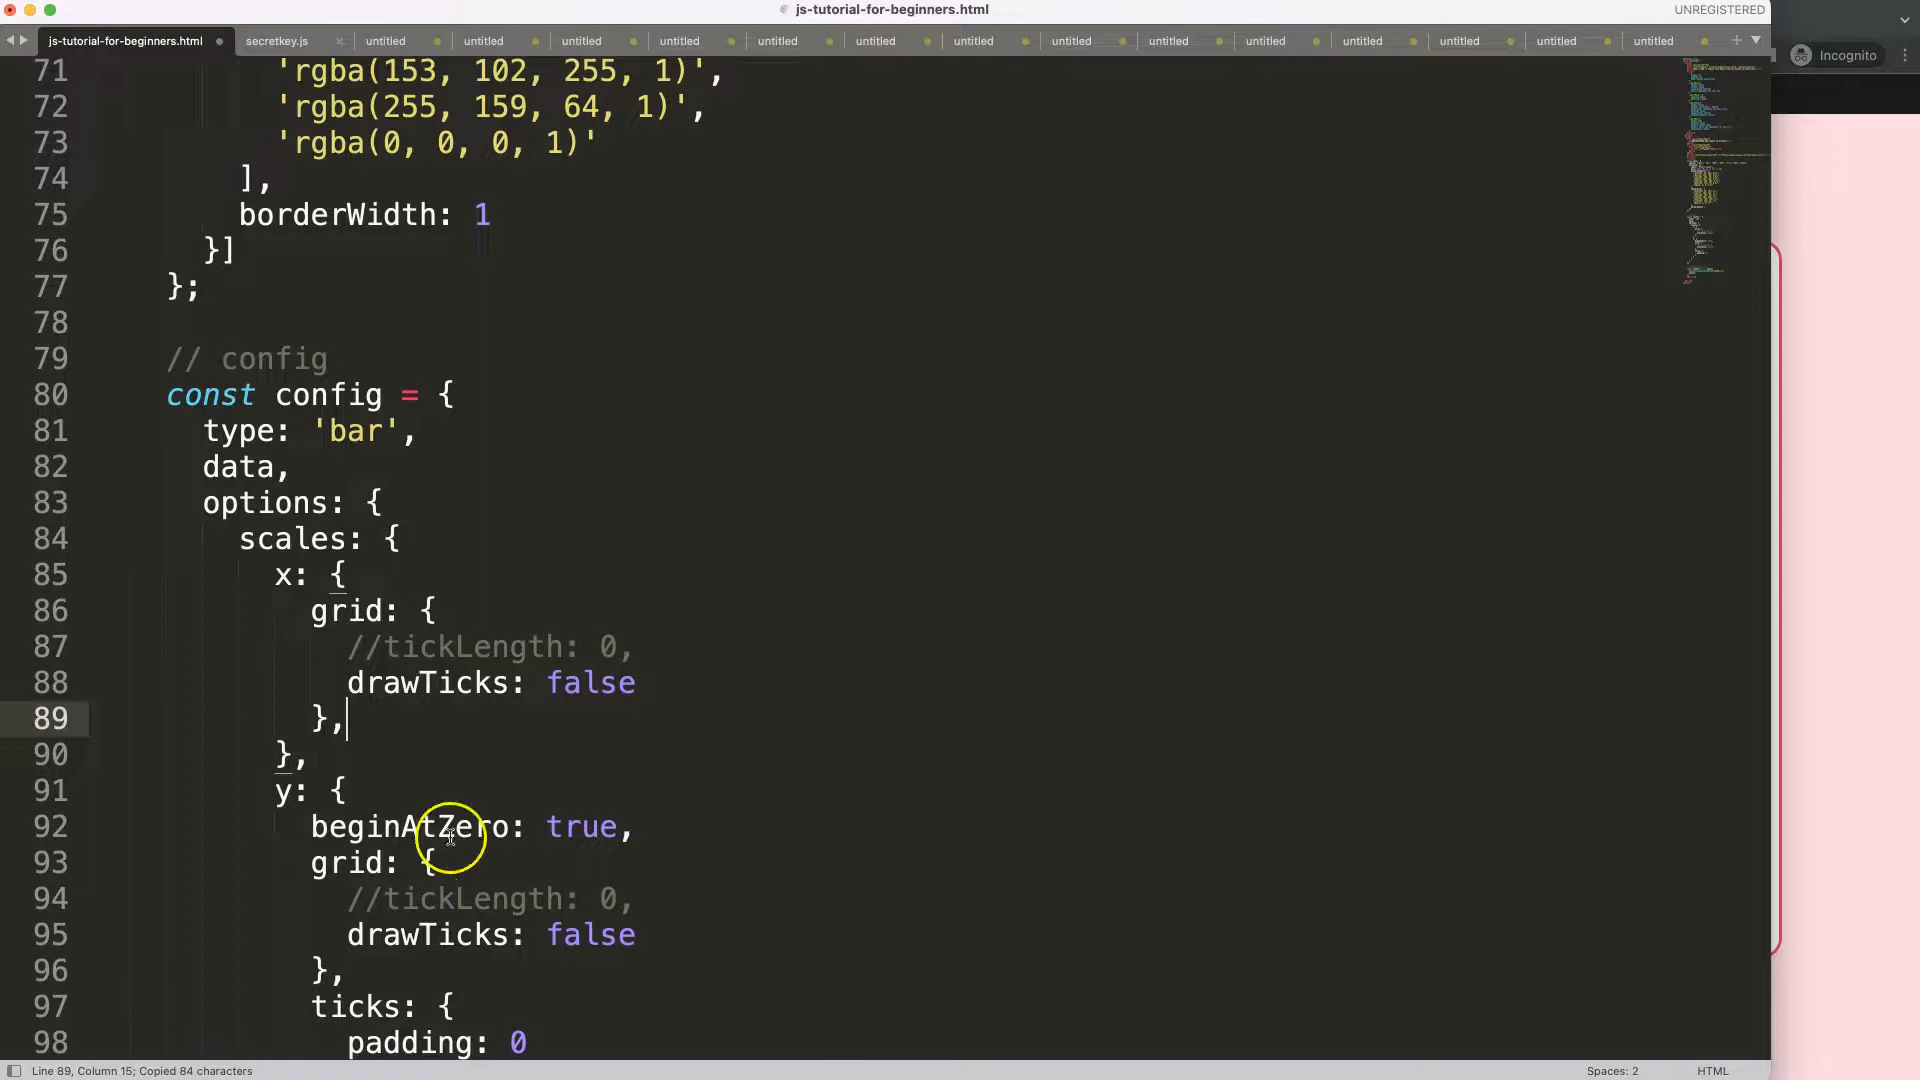 js-tutorial-for-beginners.html
UNREGISTERED
js-tutorial-for-beginners.html secretkey.js untitled untitled untitled untitled untitled untitled untitled untitled untitled untitled untitled untitled untitled untitled
Incognito
71 'rgba(153, 102, 255, 1)',
72 'rgba(255, 159, 64, 1)',
73 'rgba(0, 0, 0, 1)'
74 ],
75 borderWidth: 1
76 }]
77 };
78
79 // config
80 const config = {
81 type: 'bar',
82 data,
83 options: {
84 scales: {
85 x: {
86 grid: {
87 //tickLength: 0,
88 drawTicks: false
89 },
90 },
91 y: {
92 beginAtZero: true,
93 grid: {
94 //tickLength: 0,
95 drawTicks: false
96 },
97 ticks: {
98 padding: 0
Line 89, Column 15; Copied 84 characters
Spaces: 2
HTML